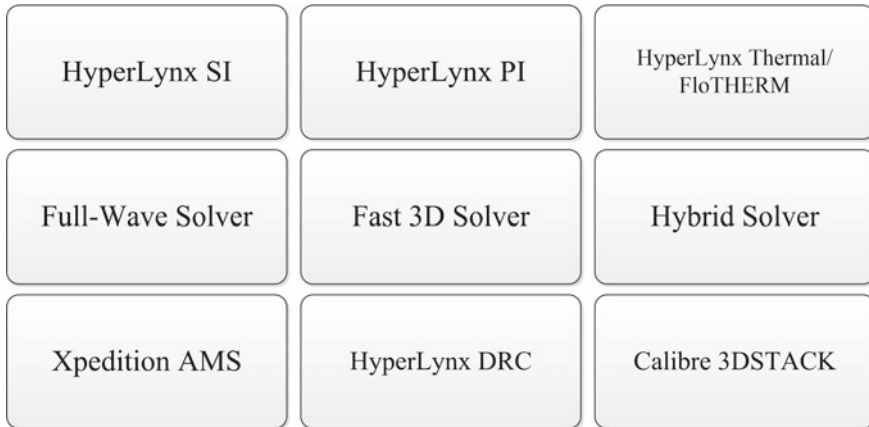 HyperLynx SI
HyperLynx PI
HyperLynx Thermal/
FloTHERM
Full-Wave Solver
Fast 3D Solver
Hybrid Solver
Xpedition AMS
HyperLynx DRC
Calibre 3DSTACK